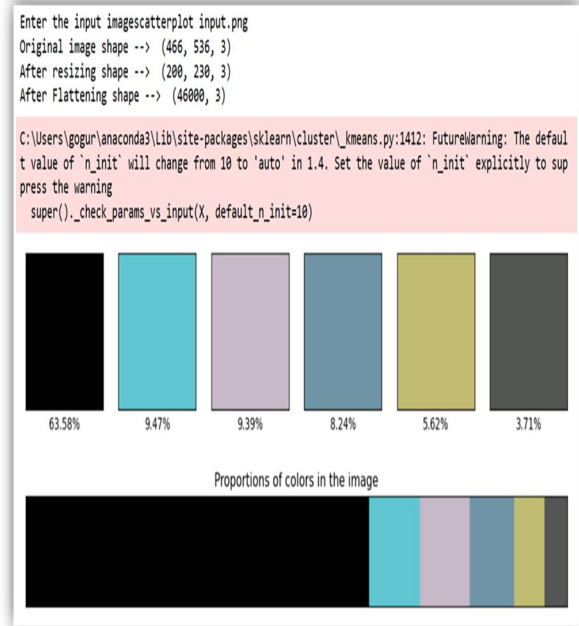 Enter the input imagescatterplot input.png
Original image shape --> (466, 536, 3)
After resizing shape --> (200, 230, 3)
After Flattening shape --> (46000, 3)
C:\Users\gogur\anaconda3\Lib\site-packages\sklearn\cluster\_kmeans.py:1412: FutureWarning: The defaul
t value of `n_init` will change from 10 to 'auto' in 1.4. Set the value of `n_init` explicitly to sup
press the warning
  super()._check_params_vs_input(X, default_n_init=10)
63.58% 9.47% 9.39% 8.24% 5.62% 3.71%
Proportions of colors in the image